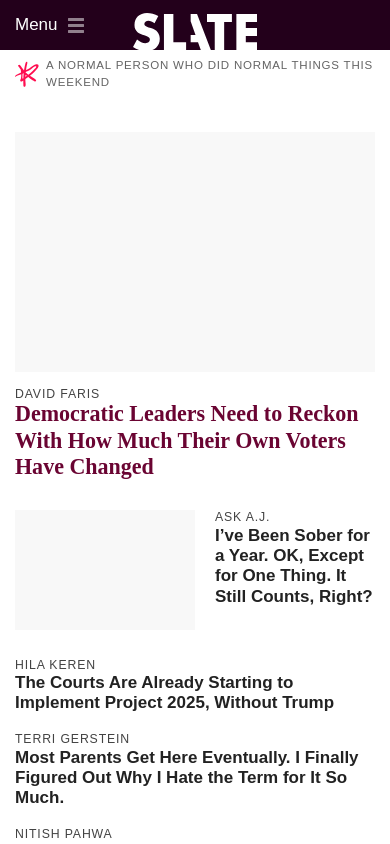 Menu
SLATE
A NORMAL PERSON WHO DID NORMAL THINGS THIS
WEEKEND
DAVID FARIS
Democratic Leaders Need to Reckon
With How Much Their Own Voters
Have Changed
ASK A.J.
I’ve Been Sober for
a Year. OK, Except
for One Thing. It
Still Counts, Right?
HILA KEREN
The Courts Are Already Starting to
Implement Project 2025, Without Trump
TERRI GERSTEIN
Most Parents Get Here Eventually. I Finally
Figured Out Why I Hate the Term for It So
Much.
NITISH PAHWA